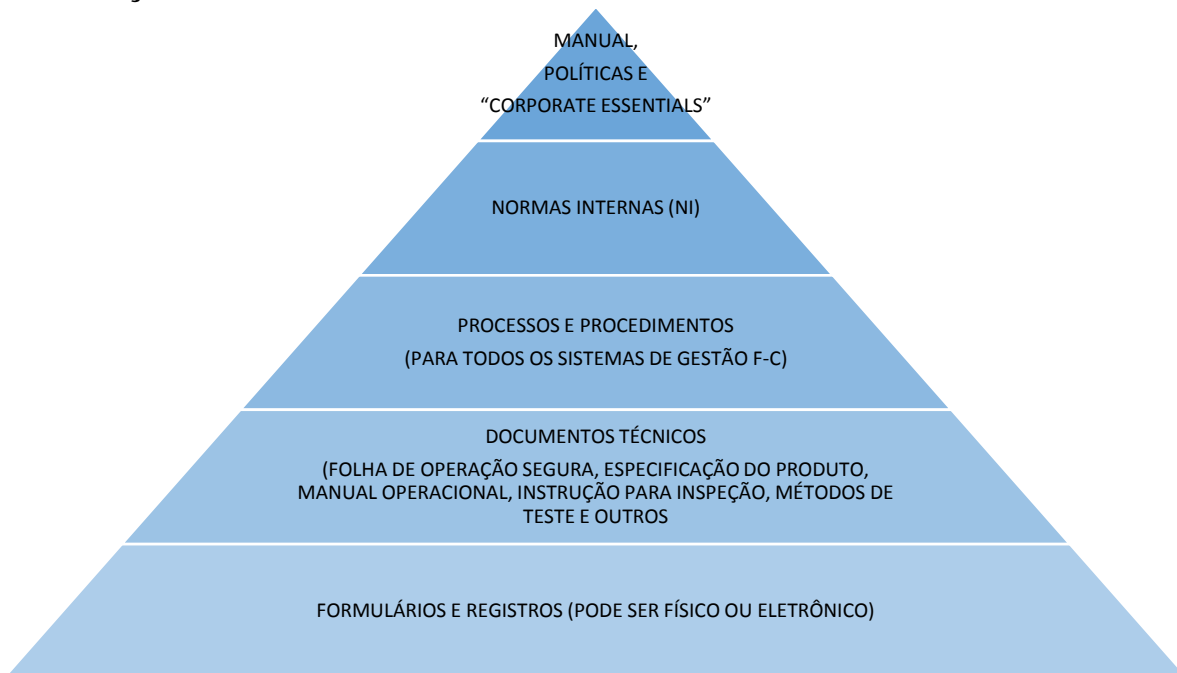 MANUAL,
POLÍTICAS E
“CORPORATE ESSENTIALS”
NORMAS INTERNAS (NI)
PROCESSOS E PROCEDIMENTOS
(PARA TODOS OS SISTEMAS DE GESTÃO F-C)
DOCUMENTOS TÉCNICOS
(FOLHA DE OPERAÇÃO SEGURA, ESPECIFICAÇÃO DO PRODUTO,
MANUAL OPERACIONAL, INSTRUÇÃO PARA INSPEÇÃO, MÉTODOS DE
TESTE E OUTROS
FORMULÁRIOS E REGISTROS (PODE SER FÍSICO OU ELETRÔNICO)